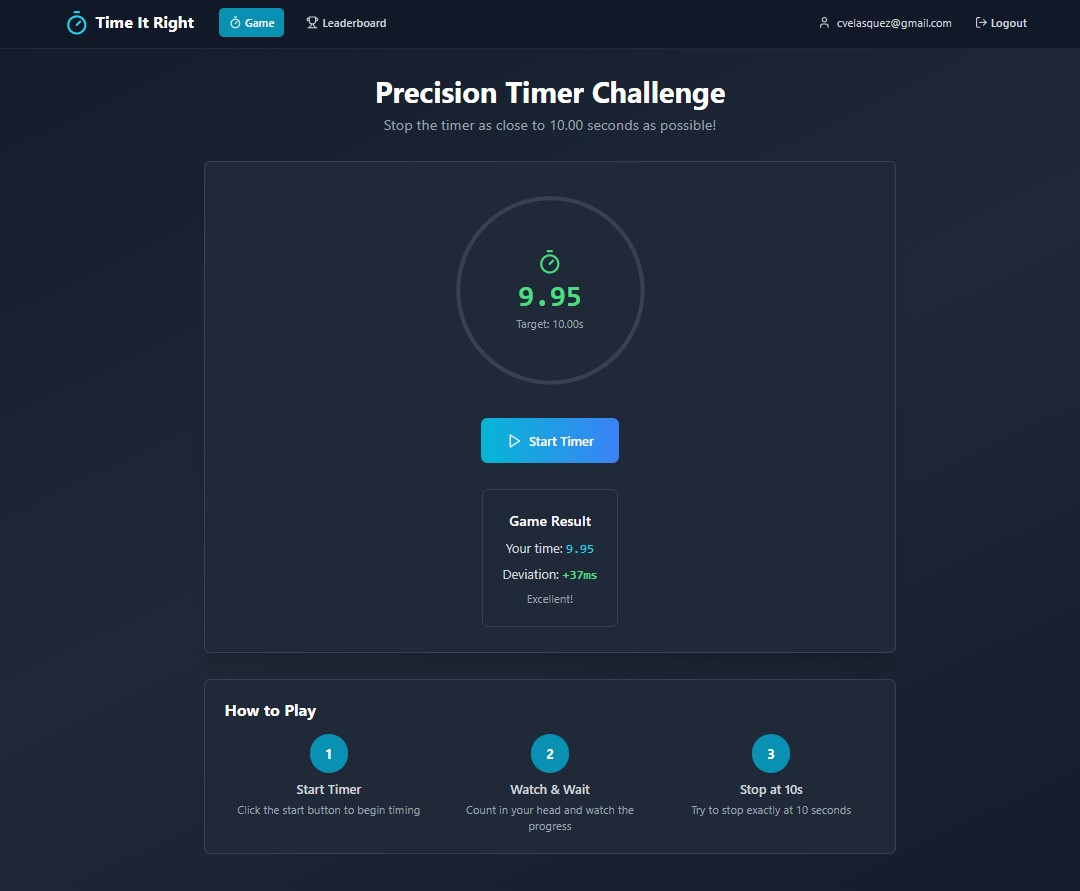 Time It Right Game Leaderboard cvelasquez@gmail.com Logout
Precision Timer Challenge
Stop the timer as close to 10.00 seconds as possible!
9.95
Target: 10.00s
Start Timer
Game Result
Your time: 9.95
Deviation: +37ms
Excellent!
How to Play
1
Start Timer
Click the start button to begin timing
2
Watch & Wait
Count in your head and watch the
progress
3
Stop at 10s
Try to stop exactly at 10 seconds